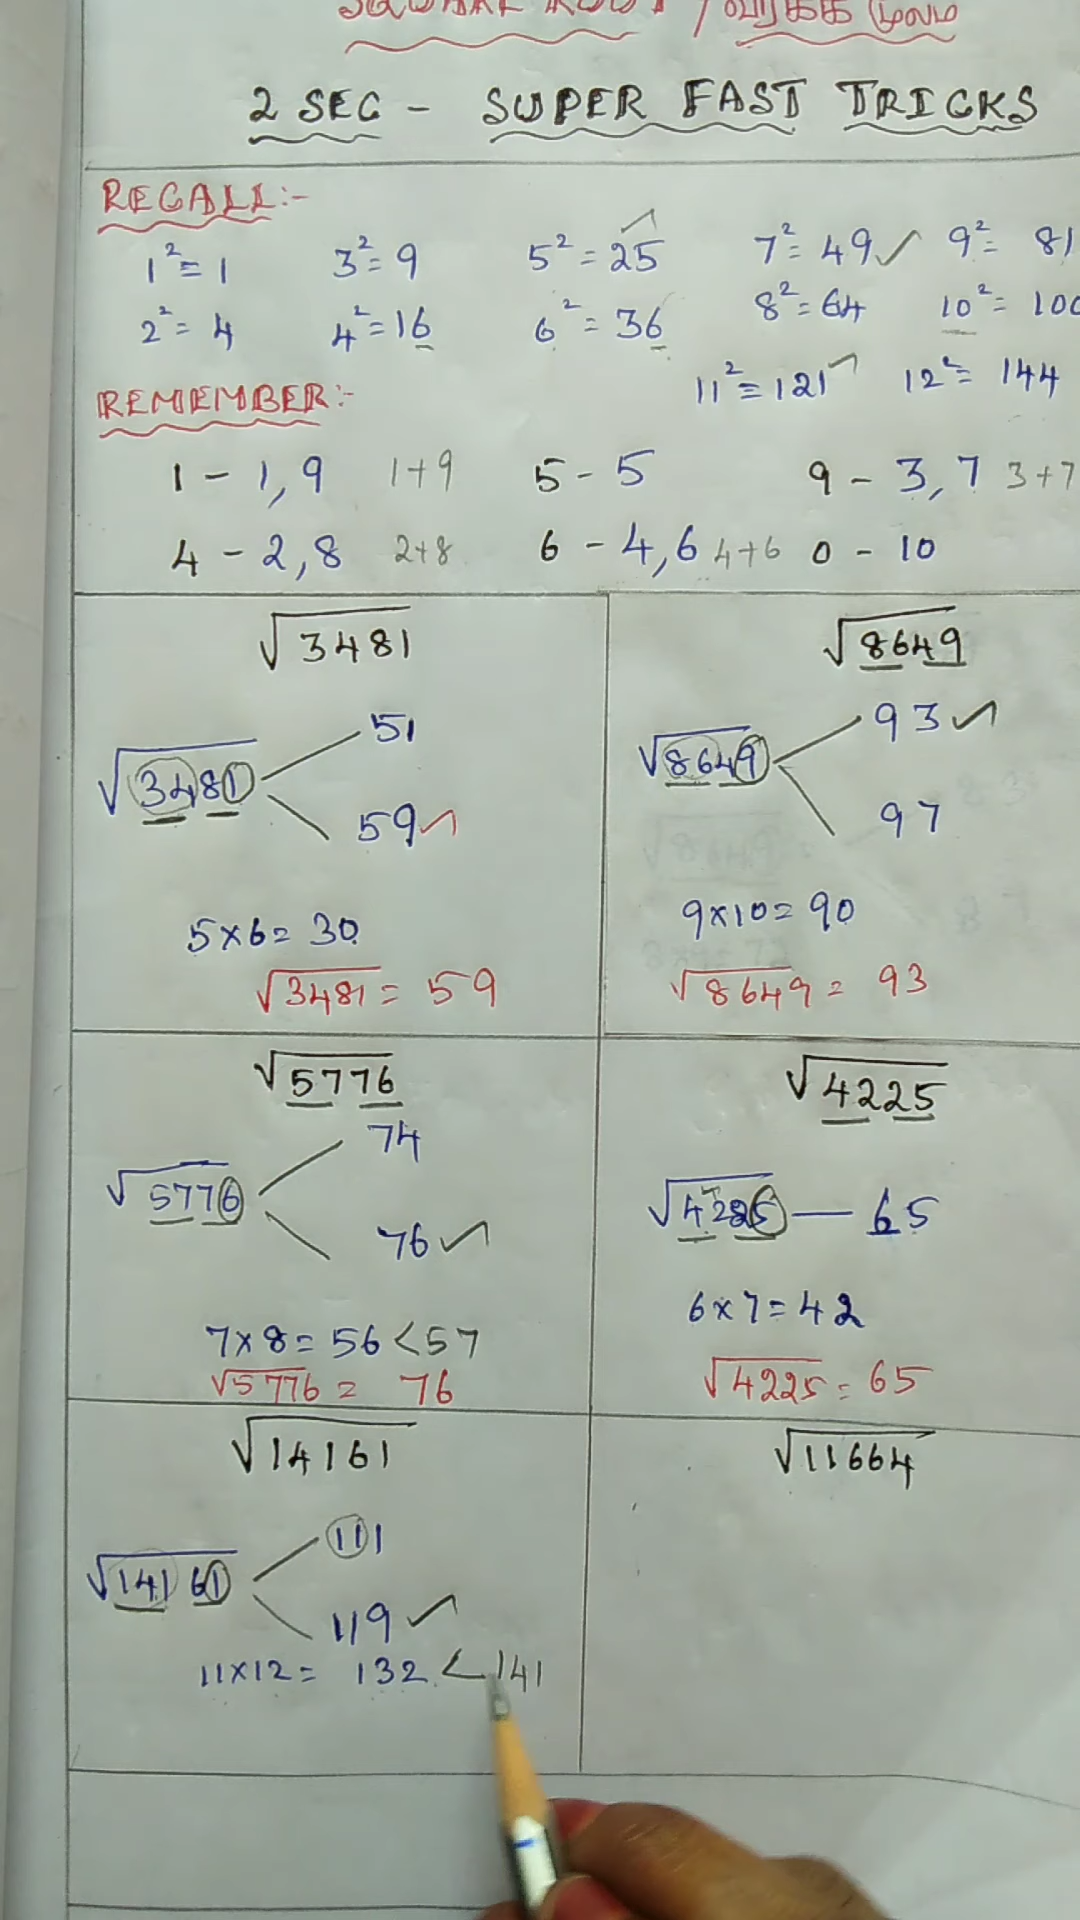 SQUARE ROOT / வர்க்க மூலம்
2 SEC - SUPER FAST TRICKS
RECALL:-
1² = 1 3² = 9 5² = 25 7² = 49 ✓ 9² = 81
2² = 4 4² = 16 6² = 36 8² = 64 10² = 100
11² = 121 12² = 144
REMEMBER:-
1 - 1, 9 1+9 5 - 5 9 - 3, 7 3+7
4 - 2, 8 2+8 6 - 4, 6 4+6 0 - 10
√3481
51
√3481
59 ✓
5×6= 30
√3481 = 59
√8649
93 ✓
√8649
97
9×10= 90
√8649 = 93
√5776
74
√5776
76 ✓
7×8= 56 < 57
√5776 = 76
√4225
√4225 — 65
6×7= 42
√4225 = 65
√14161
111
√14161
119 ✓
11×12= 132 < 141
√11664